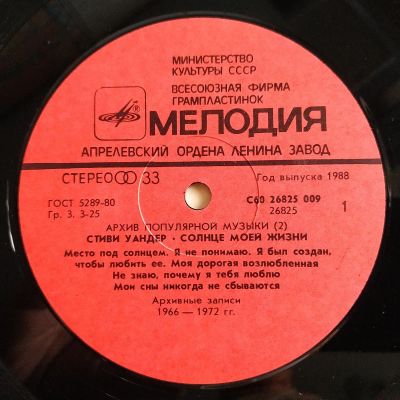 МИНИСТЕРСТВО
КУЛЬТУРЫ СССР
ВСЕСОЮЗНАЯ ФИРМА
ГРАМПЛАСТИНОК
МЕЛОДИЯ
АПРЕЛЕВСКИЙ ОРДЕНА ЛЕНИНА ЗАВОД
СТЕРЕО 33
Год выпуска 1988
ГОСТ 5289-80
Гр. 3. 3-25
С60 26825 009
26825
1
АРХИВ ПОПУЛЯРНОЙ МУЗЫКИ (2)
СТИВИ УАНДЕР · СОЛНЦЕ МОЕЙ ЖИЗНИ
Место под солнцем. Я не понимаю. Я был создан,
чтобы любить ее. Моя дорогая возлюбленная
Не знаю, почему я тебя люблю
Мои сны никогда не сбываются
Архивные записи
1966 — 1972 гг.